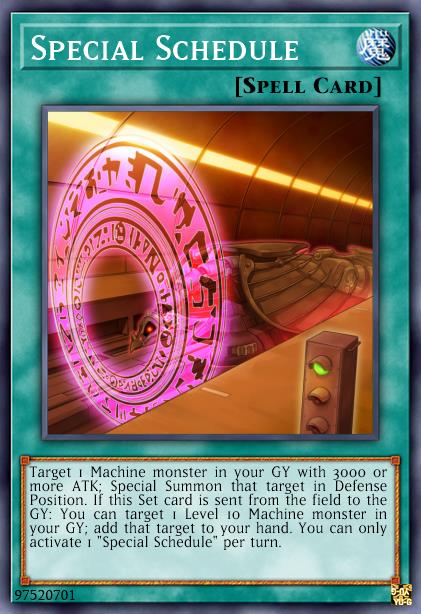 Special Schedule
[Spell Card]
Target 1 Machine monster in your GY with 3000 or
more ATK; Special Summon that target in Defense
Position. If this Set card is sent from the field to the
GY: You can target 1 Level 10 Machine monster in
your GY; add that target to your hand. You can only
activate 1 "Special Schedule" per turn.
97520701